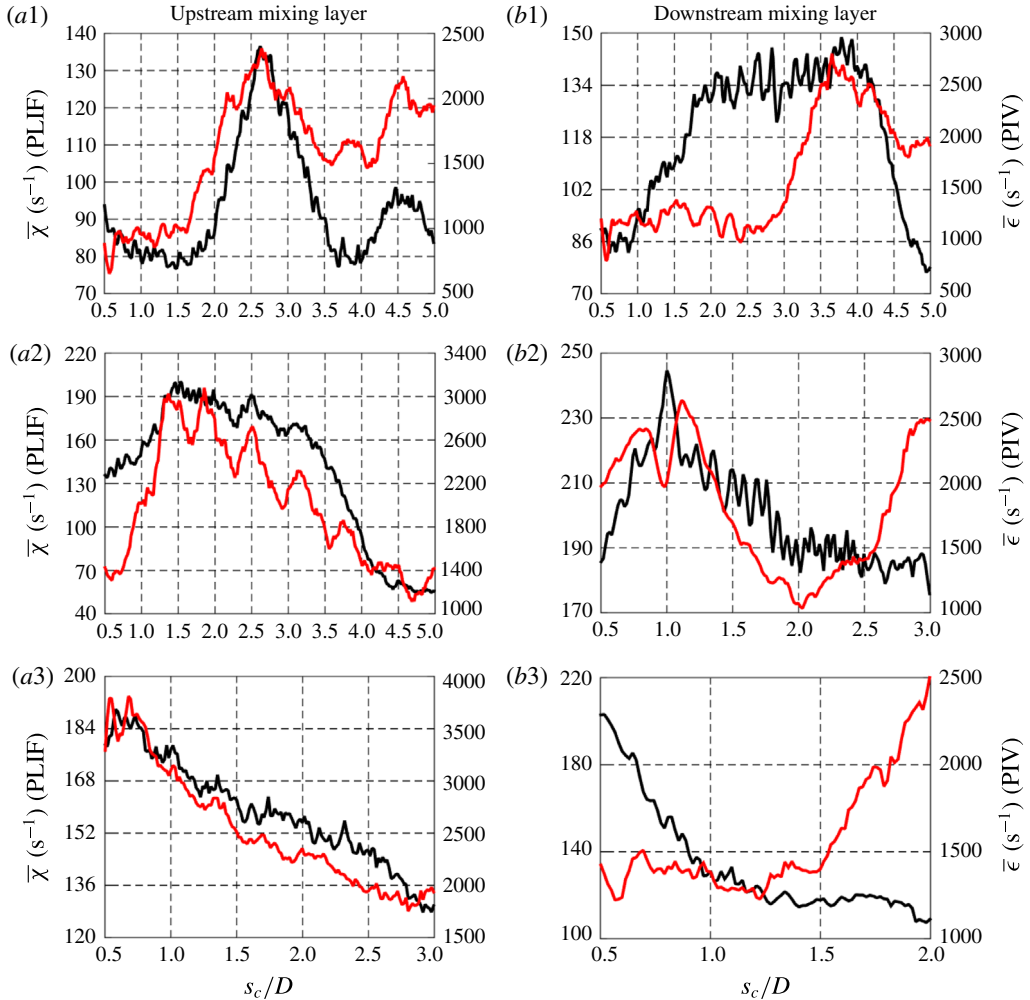 (a1) Upstream mixing layer (b1) Downstream mixing layer
140 2500 150 3000
130 134 2500
120 2000
110 118 2000
100 1500
102 1500
90 1000
80 86 1000
70 500 70 500
0.5 1.0 1.5 2.0 2.5 3.0 3.5 4.0 4.5 5.0 0.5 1.0 1.5 2.0 2.5 3.0 3.5 4.0 4.5 5.0
χ̅ (s⁻¹) (PLIF) ϵ̅ (s⁻¹) (PIV)
(a2) (b2)
220 3400 250 3000
190 3000 230 2500
160 2600
130 2200 210 2000
100 1800
70 1400 190 1500
40 1000 170 1000
0.5 1.0 1.5 2.0 2.5 3.0 3.5 4.0 4.5 5.0 0.5 1.0 1.5 2.0 2.5 3.0
χ̅ (s⁻¹) (PLIF) ϵ̅ (s⁻¹) (PIV)
(a3) (b3)
200 4000 220 2500
184 3500
168 3000 180 2000
152 2500 140 1500
136 2000
120 1500 100 1000
0.5 1.0 1.5 2.0 2.5 3.0 0.5 1.0 1.5 2.0
χ̅ (s⁻¹) (PLIF) ϵ̅ (s⁻¹) (PIV)
s_c/D s_c/D